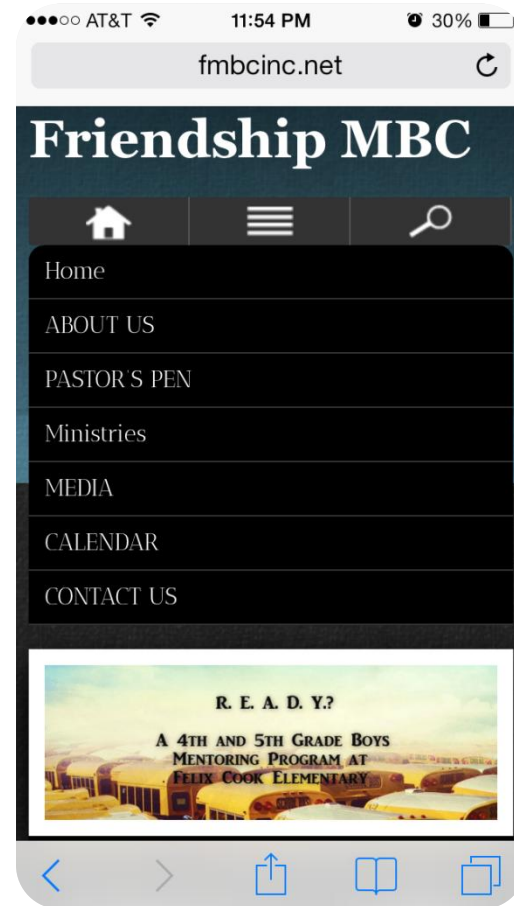 AT&T 11:54 PM 30%
fmbcinc.net
Friendship MBC
Home
ABOUT US
PASTOR'S PEN
Ministries
MEDIA
CALENDAR
CONTACT US
R. E. A. D. Y.?
A 4TH AND 5TH GRADE BOYS
MENTORING PROGRAM AT
FELIX COOK ELEMENTARY